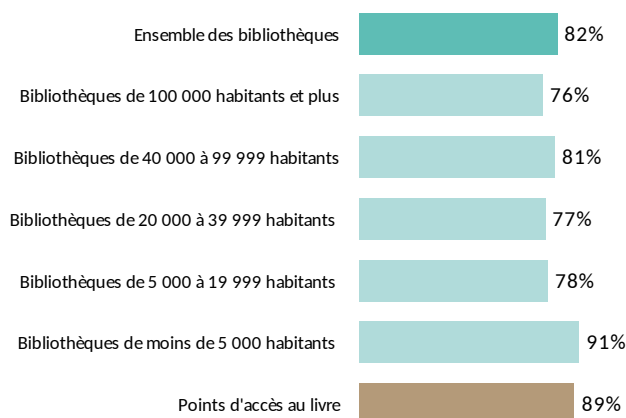 Ensemble des bibliothèques 82%
Bibliothèques de 100 000 habitants et plus 76%
Bibliothèques de 40 000 à 99 999 habitants 81%
Bibliothèques de 20 000 à 39 999 habitants 77%
Bibliothèques de 5 000 à 19 999 habitants 78%
Bibliothèques de moins de 5 000 habitants 91%
Points d'accès au livre 89%